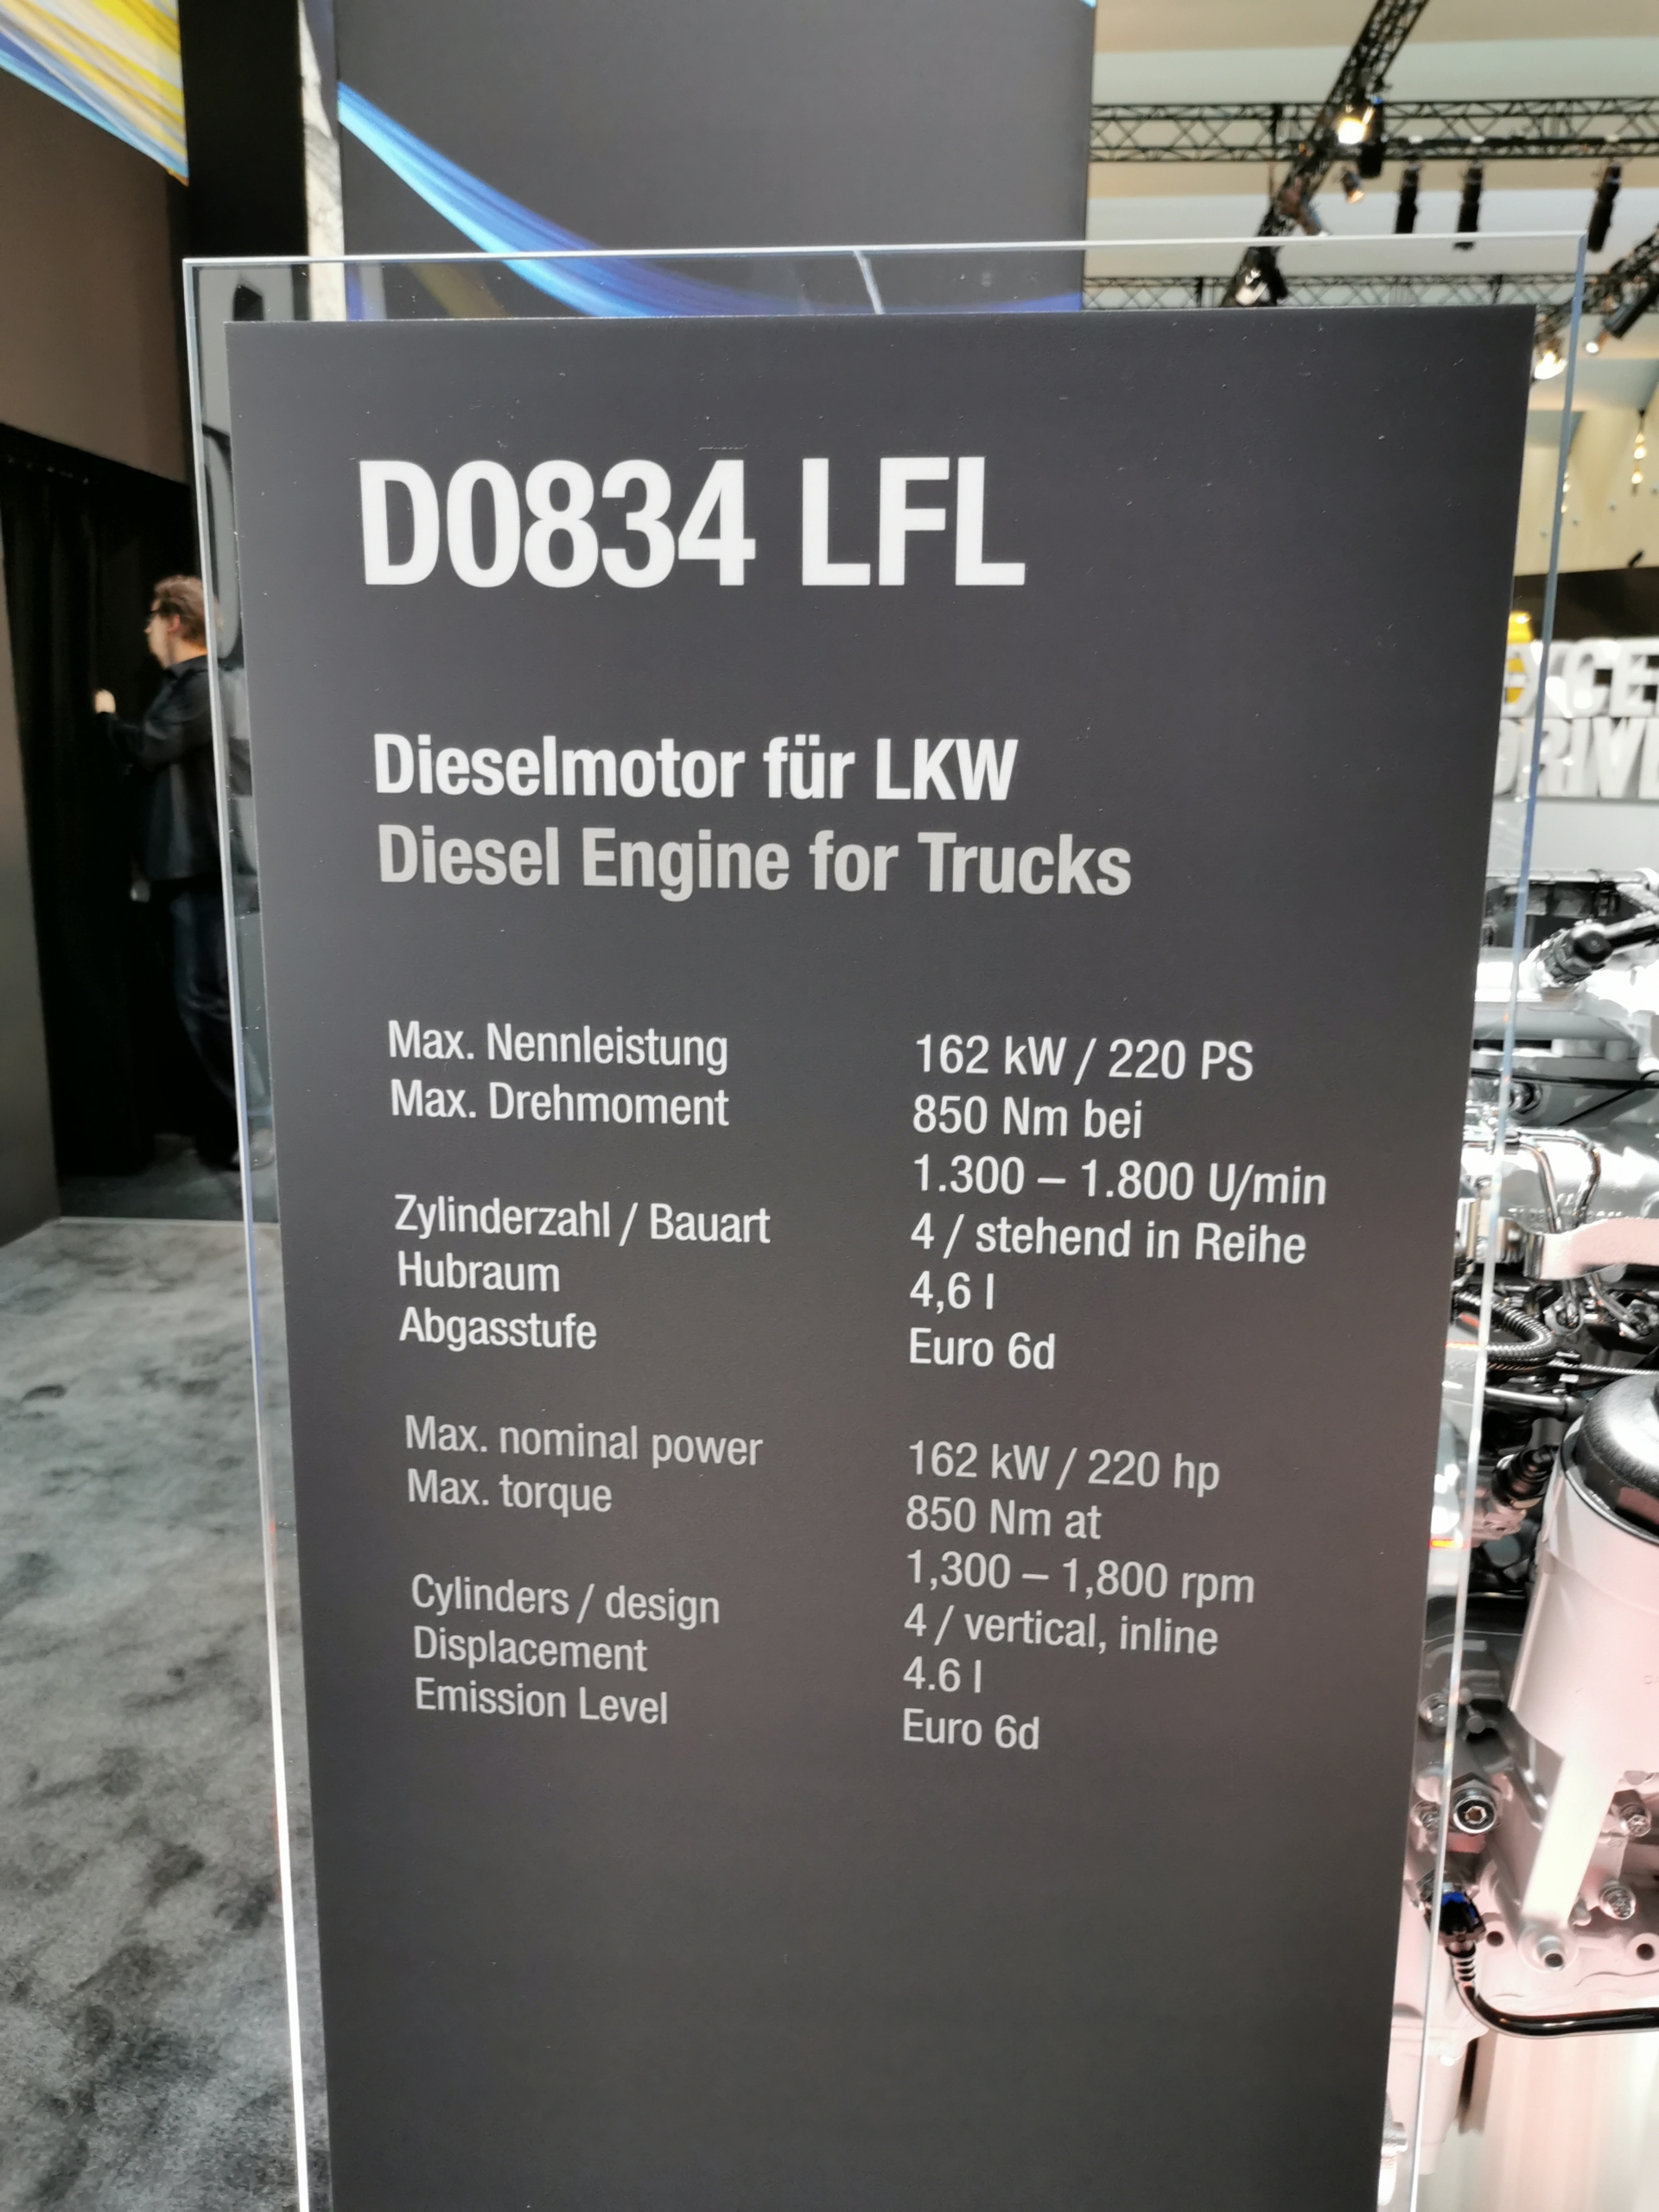 D0834 LFL
Dieselmotor für LKW
Diesel Engine for Trucks
Max. Nennleistung 162 kW / 220 PS
Max. Drehmoment 850 Nm bei
1.300 – 1.800 U/min
Zylinderzahl / Bauart 4 / stehend in Reihe
Hubraum 4,6 l
Abgasstufe Euro 6d
Max. nominal power 162 kW / 220 hp
Max. torque 850 Nm at
1,300 – 1,800 rpm
Cylinders / design 4 / vertical, inline
Displacement 4.6 l
Emission Level Euro 6d